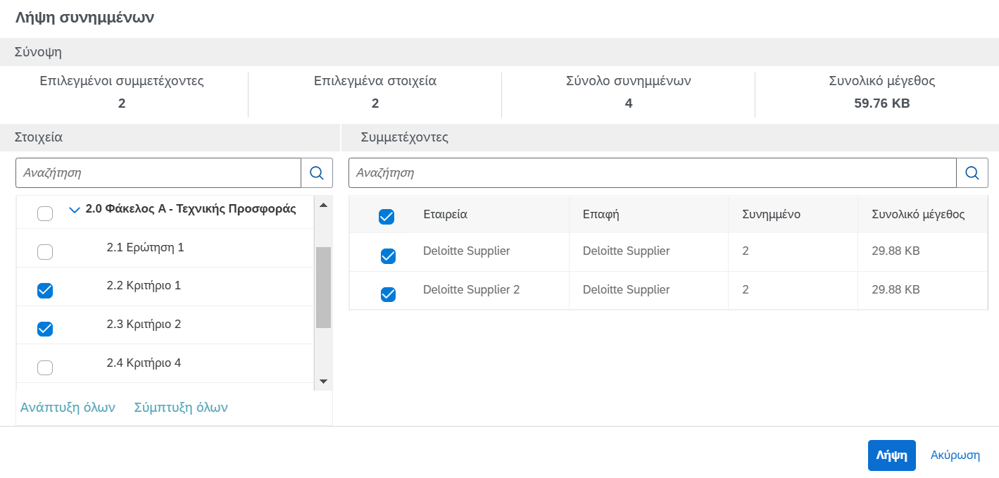 Λήψη συνημμένων
Σύνοψη
Επιλεγμένοι συμμετέχοντες
2
Επιλεγμένα στοιχεία
2
Σύνολο συνημμένων
4
Συνολικό μέγεθος
59.76 KB
Στοιχεία
Αναζήτηση
2.0 Φάκελος Α - Τεχνικής Προσφοράς
2.1 Ερώτηση 1
2.2 Κριτήριο 1
2.3 Κριτήριο 2
2.4 Κριτήριο 4
Ανάπτυξη όλων Σύμπτυξη όλων
Συμμετέχοντες
Αναζήτηση
Εταιρεία Επαφή Συνημμένο Συνολικό μέγεθος
Deloitte Supplier Deloitte Supplier 2 29.88 KB
Deloitte Supplier 2 Deloitte Supplier 2 29.88 KB
Λήψη Ακύρωση